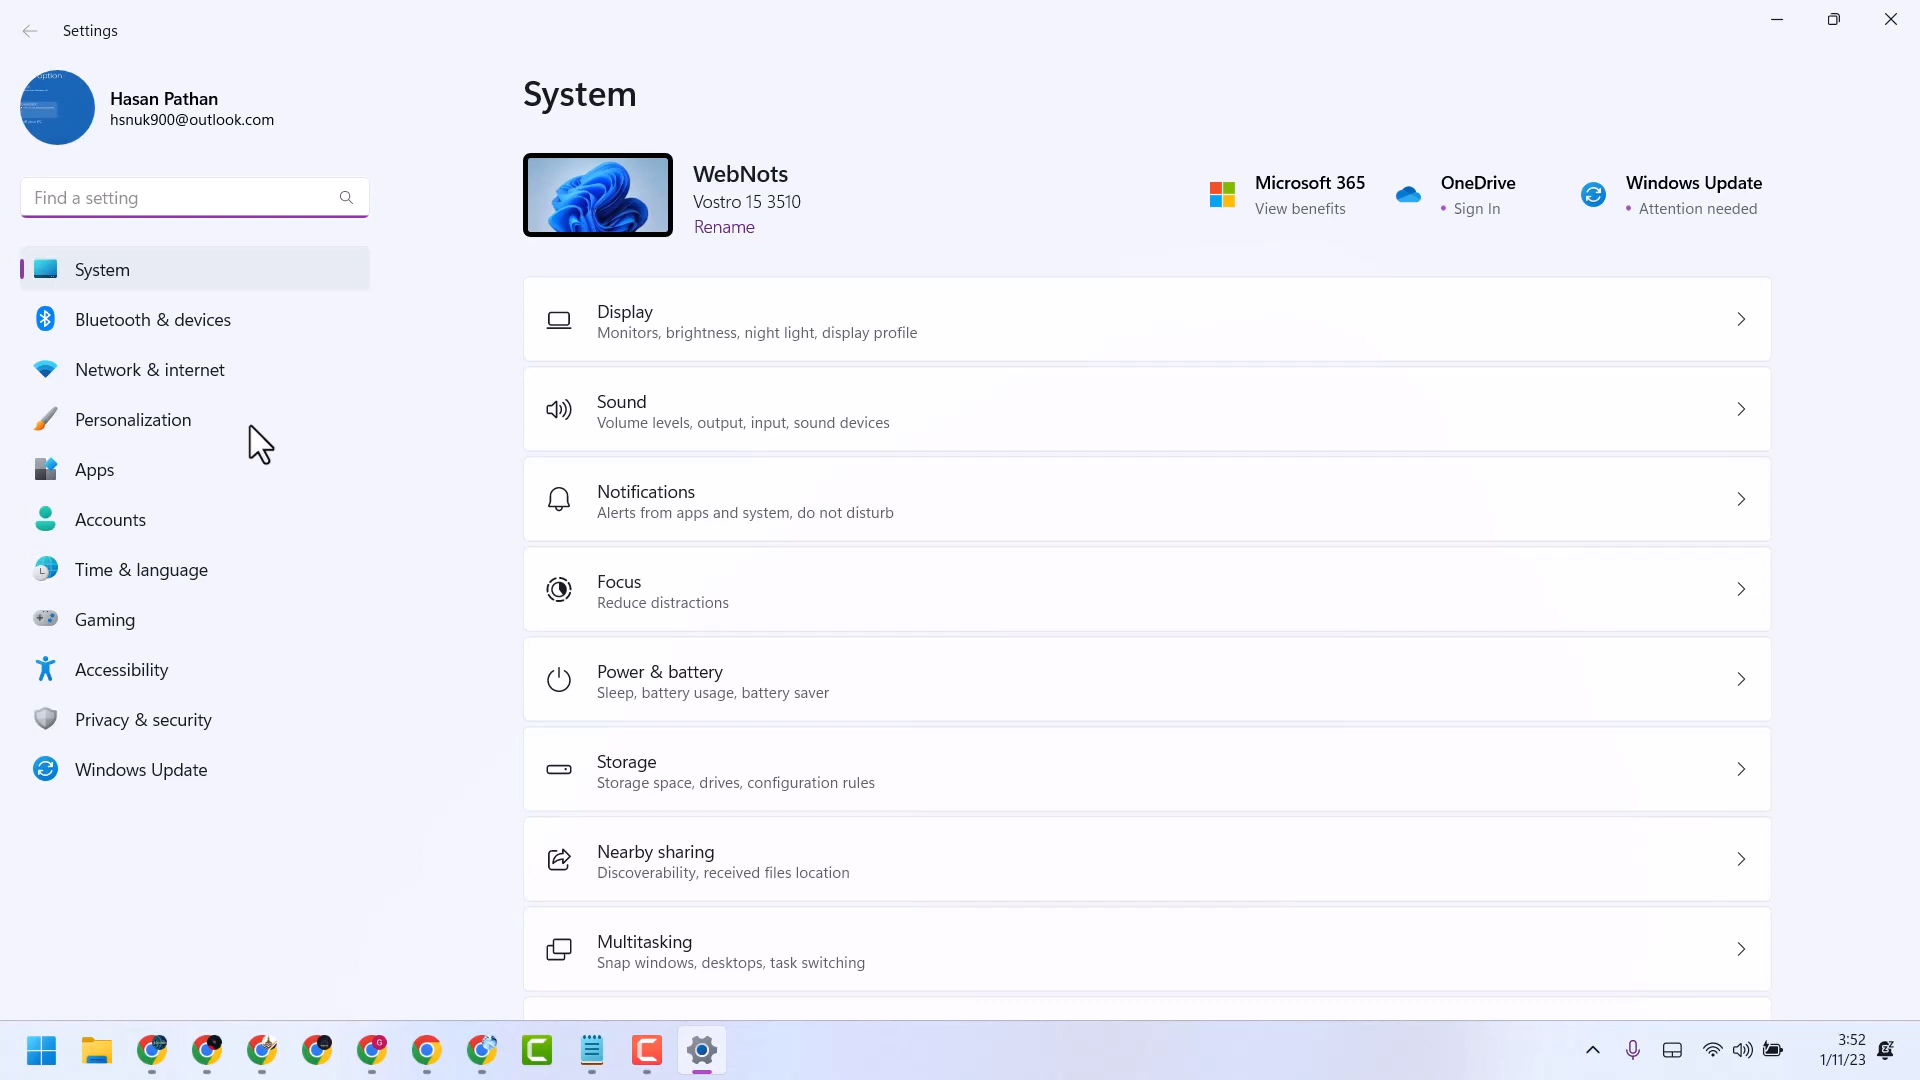 Settings
Hasan Pathan
hsnuk900@outlook.com
Find a setting
System
Bluetooth & devices
Network & internet
Personalization
Apps
Accounts
Time & language
Gaming
Accessibility
Privacy & security
Windows Update
System
WebNots
Vostro 15 3510
Rename
Microsoft 365
View benefits
OneDrive
• Sign In
Windows Update
• Attention needed
Display
Monitors, brightness, night light, display profile
Sound
Volume levels, output, input, sound devices
Notifications
Alerts from apps and system, do not disturb
Focus
Reduce distractions
Power & battery
Sleep, battery usage, battery saver
Storage
Storage space, drives, configuration rules
Nearby sharing
Discoverability, received files location
Multitasking
Snap windows, desktops, task switching
3:52
1/11/23